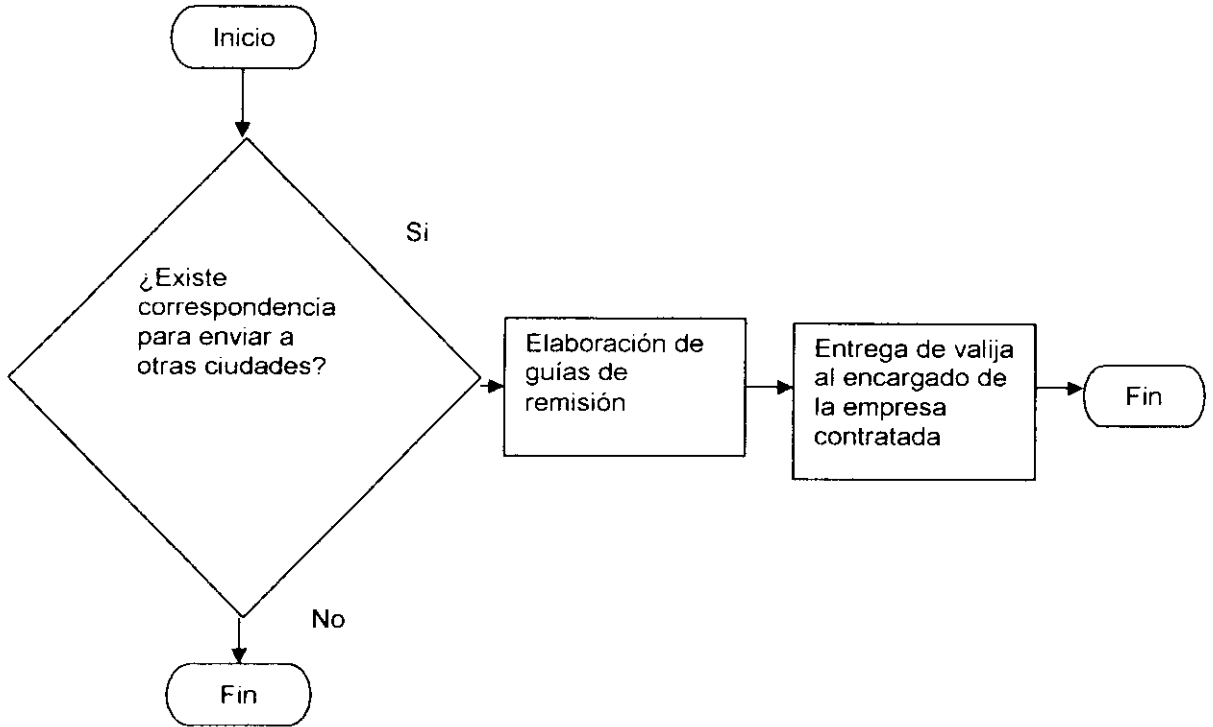 Inicio
Si
¿Existe
correspondencia
para enviar a
otras ciudades?
Elaboración de
guías de
remisión
Entrega de valija
al encargado de
la empresa
contratada
Fin
No
Fin